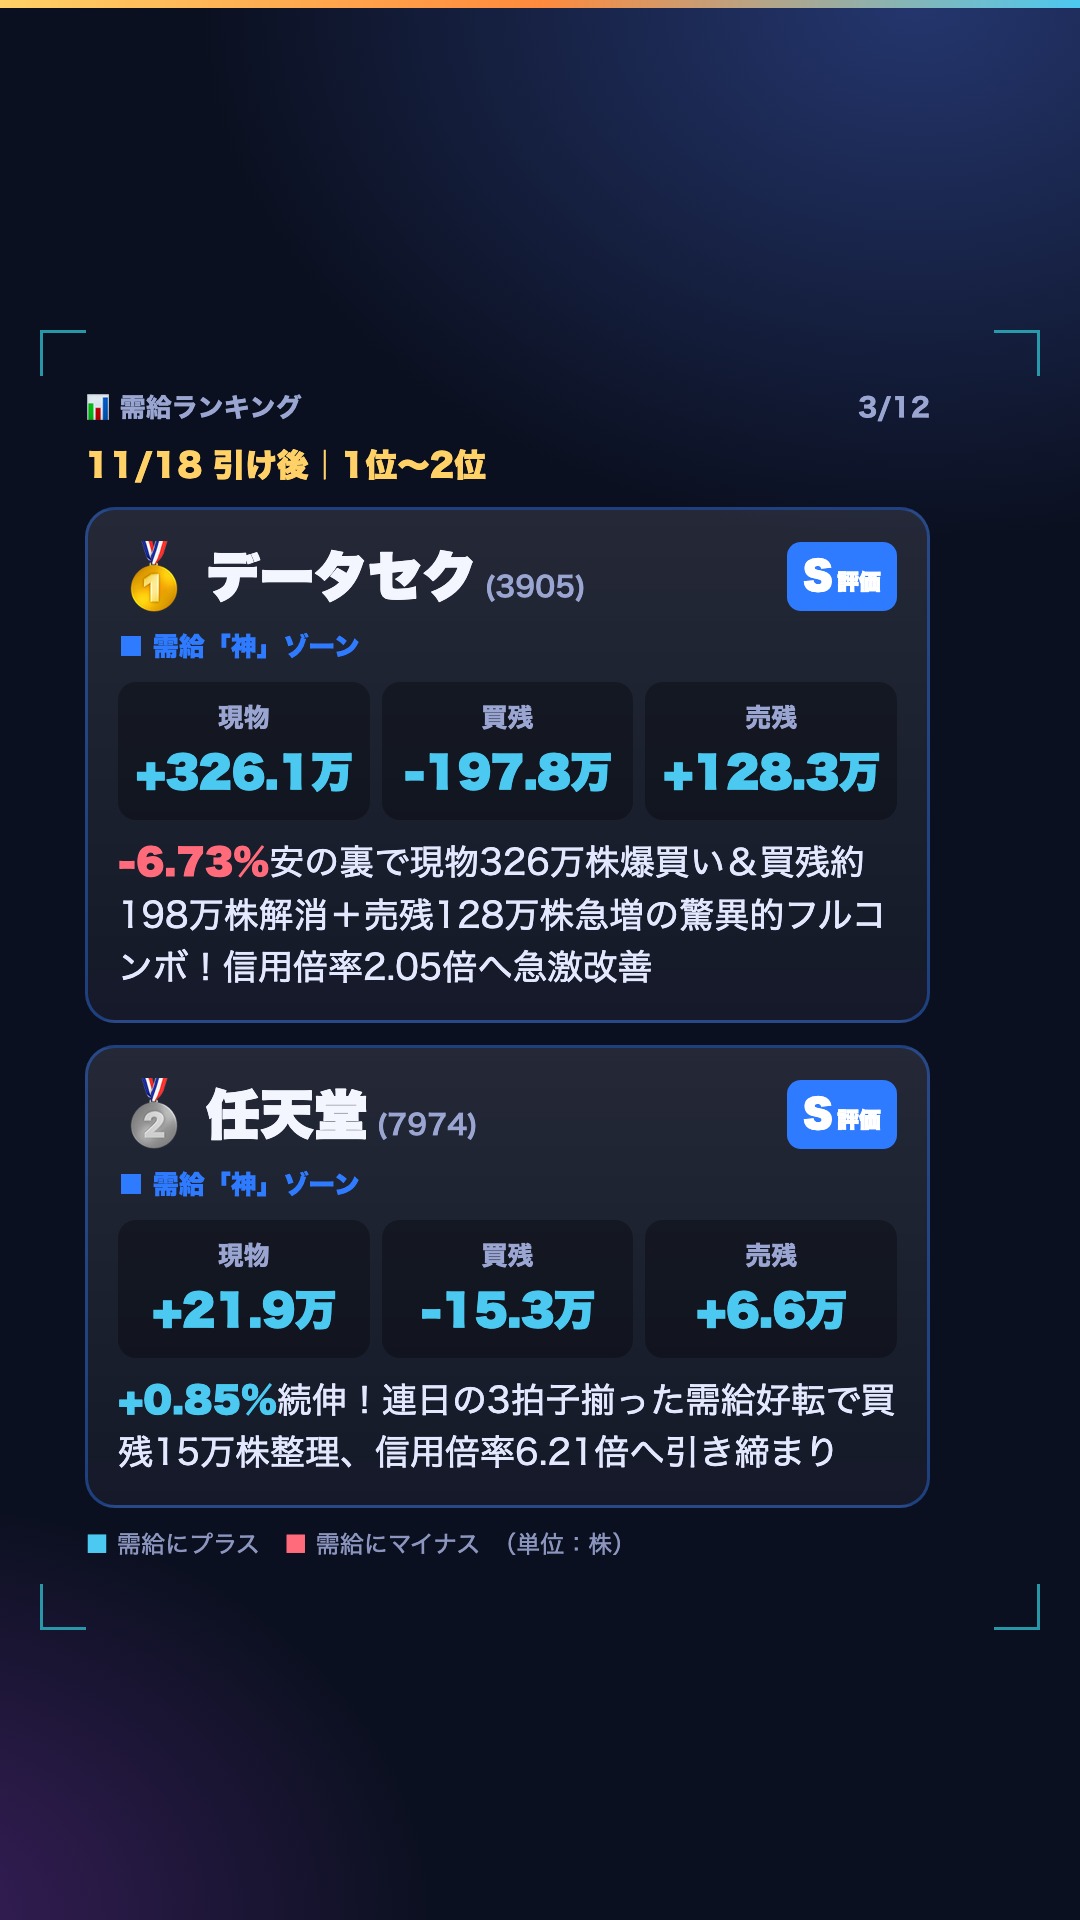 📊 需給ランキング
3/12
11/18 引け後｜1位〜2位
1 データセク (3905)
S 評価
■ 需給「神」ゾーン
現物 買残 売残
+326.1万 -197.8万 +128.3万
-6.73%安の裏で現物326万株爆買い＆買残約
198万株解消＋売残128万株急増の驚異的フルコ
ンボ！信用倍率2.05倍へ急激改善
2 任天堂 (7974)
S 評価
■ 需給「神」ゾーン
現物 買残 売残
+21.9万 -15.3万 +6.6万
+0.85%続伸！連日の3拍子揃った需給好転で買
残15万株整理、信用倍率6.21倍へ引き締まり
■ 需給にプラス ■ 需給にマイナス （単位：株）